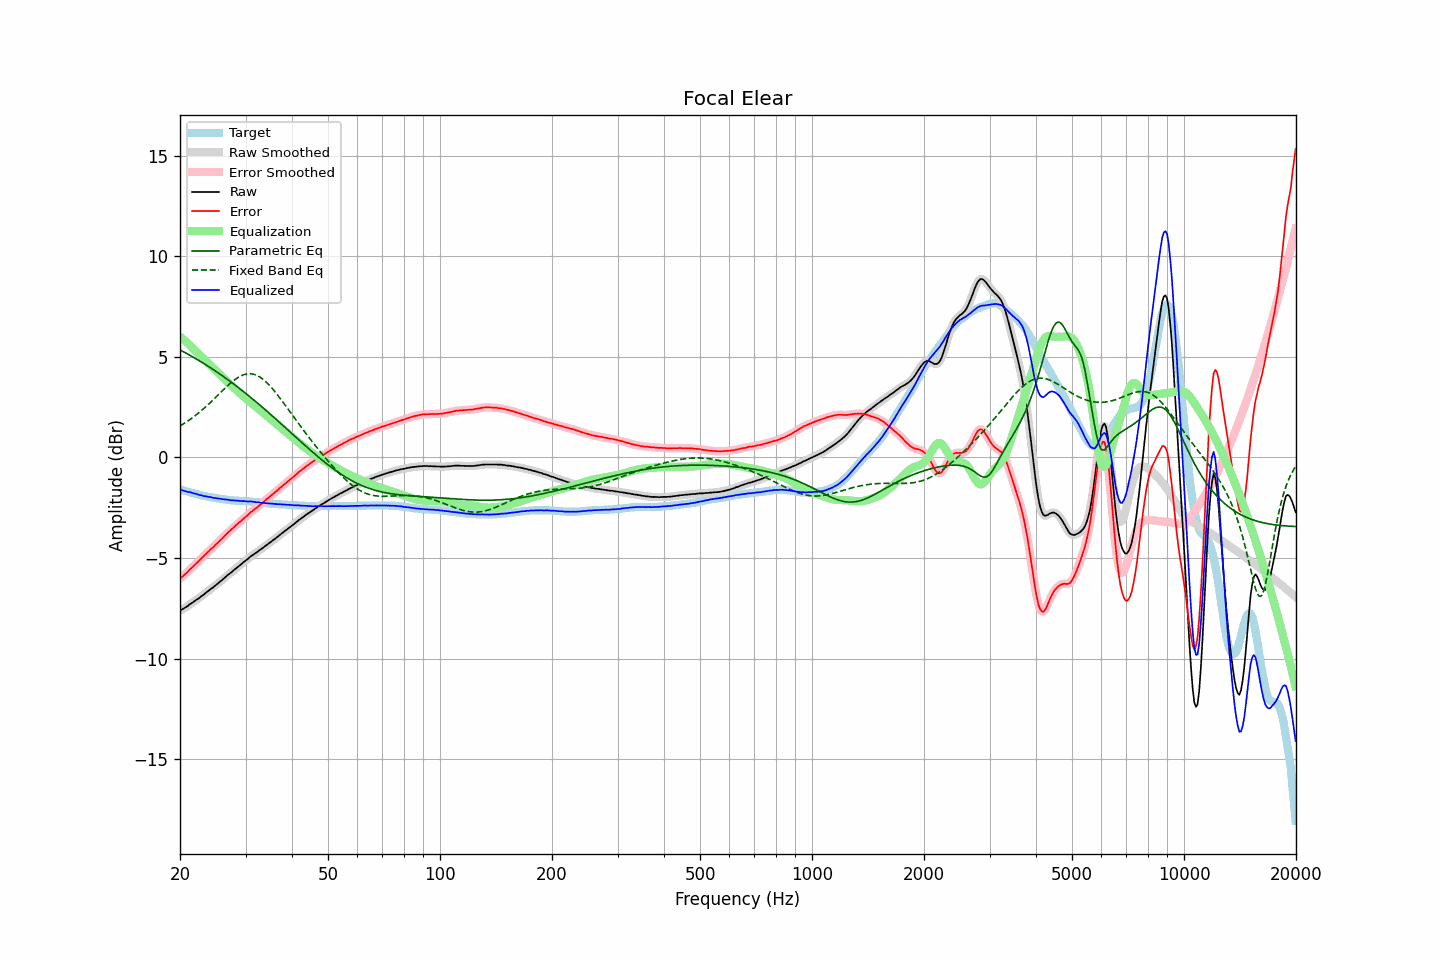 Focal Elear
Target
Raw Smoothed
Error Smoothed
Raw
Error
Equalization
Parametric Eq
Fixed Band Eq
Equalized
15
10
5
0
−5
−10
−15
Amplitude (dBr)
20
50
100
200
500
1000
2000
5000
10000
20000
Frequency (Hz)